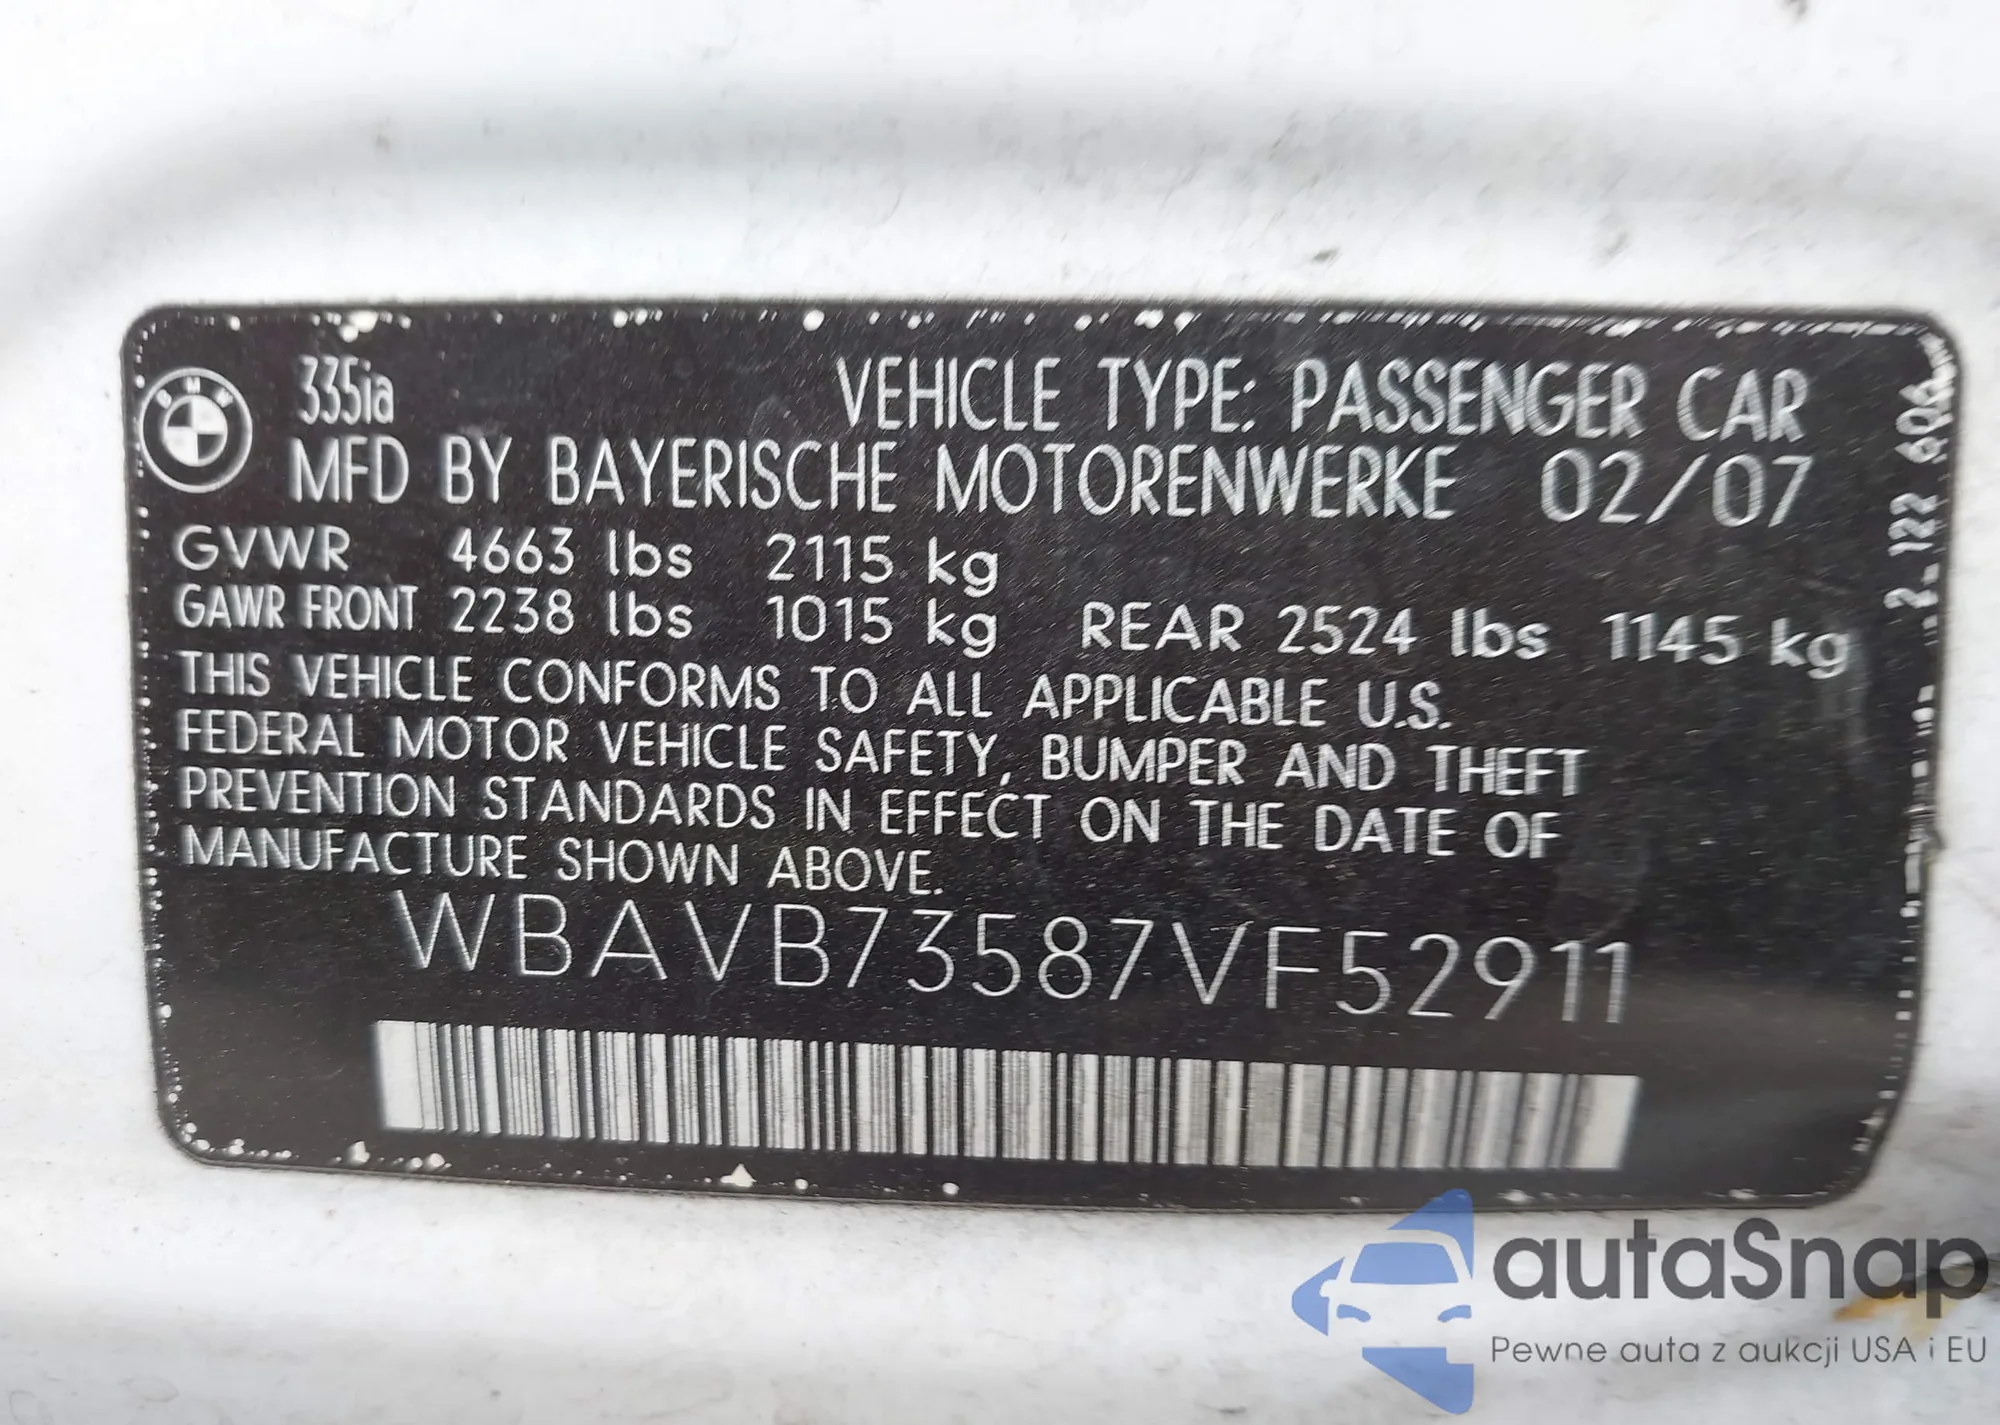 335ia VEHICLE TYPE: PASSENGER CAR
MFD BY BAYERISCHE MOTORENWERKE 02/07
GVWR 4663 lbs 2115 kg
GAWR FRONT 2238 lbs 1015 kg REAR 2524 lbs 1145 kg
THIS VEHICLE CONFORMS TO ALL APPLICABLE U.S.
FEDERAL MOTOR VEHICLE SAFETY, BUMPER AND THEFT
PREVENTION STANDARDS IN EFFECT ON THE DATE OF
MANUFACTURE SHOWN ABOVE.
WBAVB73587VF52911
2-122
BMW
autaSnap
Pewne auta z aukcji USA i EU